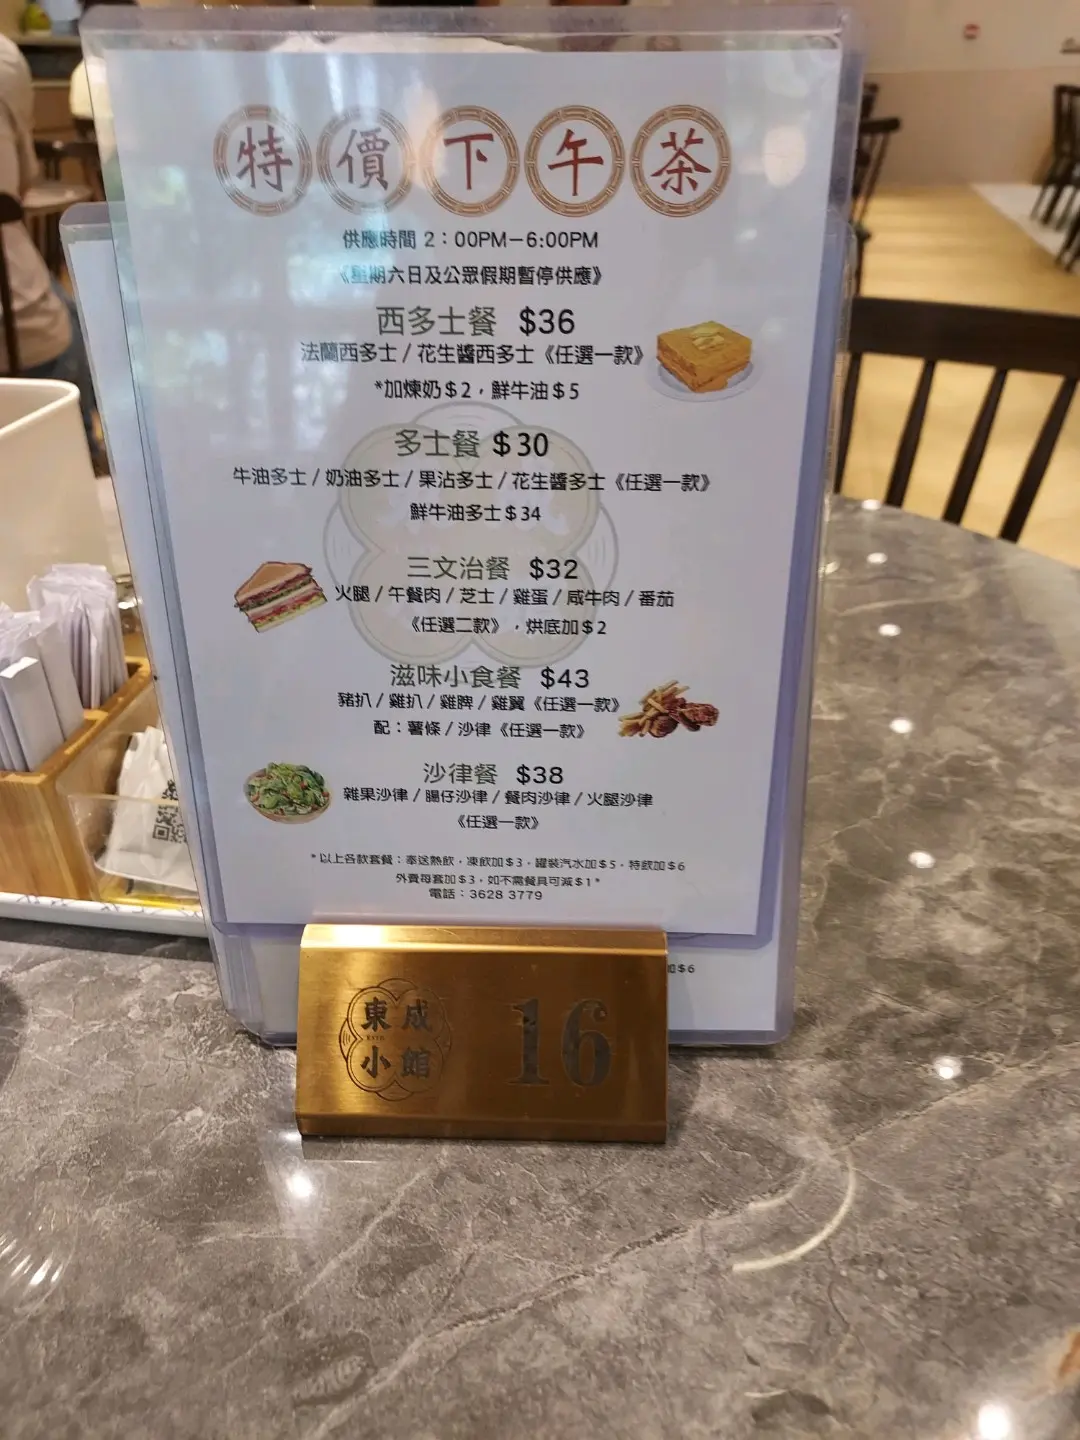 特價下午茶
供應時間 2：00PM－6:00PM
《星期六日及公眾假期暫停供應》
西多士餐 $36
法蘭西多士 / 花生醬西多士《任選一款》
*加煉奶$2，鮮牛油$5
多士餐 $30
牛油多士 / 奶油多士 / 果沾多士 / 花生醬多士《任選一款》
鮮牛油多士$34
三文治餐 $32
火腿 / 午餐肉 / 芝士 / 雞蛋 / 咸牛肉 / 番茄
《任選二款》，烘底加$2
滋味小食餐 $43
豬扒 / 雞扒 / 雞脾 / 雞翼《任選一款》
配：薯條 / 沙律《任選一款》
沙律餐 $38
雜果沙律 / 腸仔沙律 / 餐肉沙律 / 火腿沙律
《任選一款》
*以上各款套餐：奉送熱飲，凍飲加$3，罐裝汽水加$5，特飲加$6
外賣每套加$3，如不需餐具可減$1*
電話：3628 3779
加$6
東成
小館
16